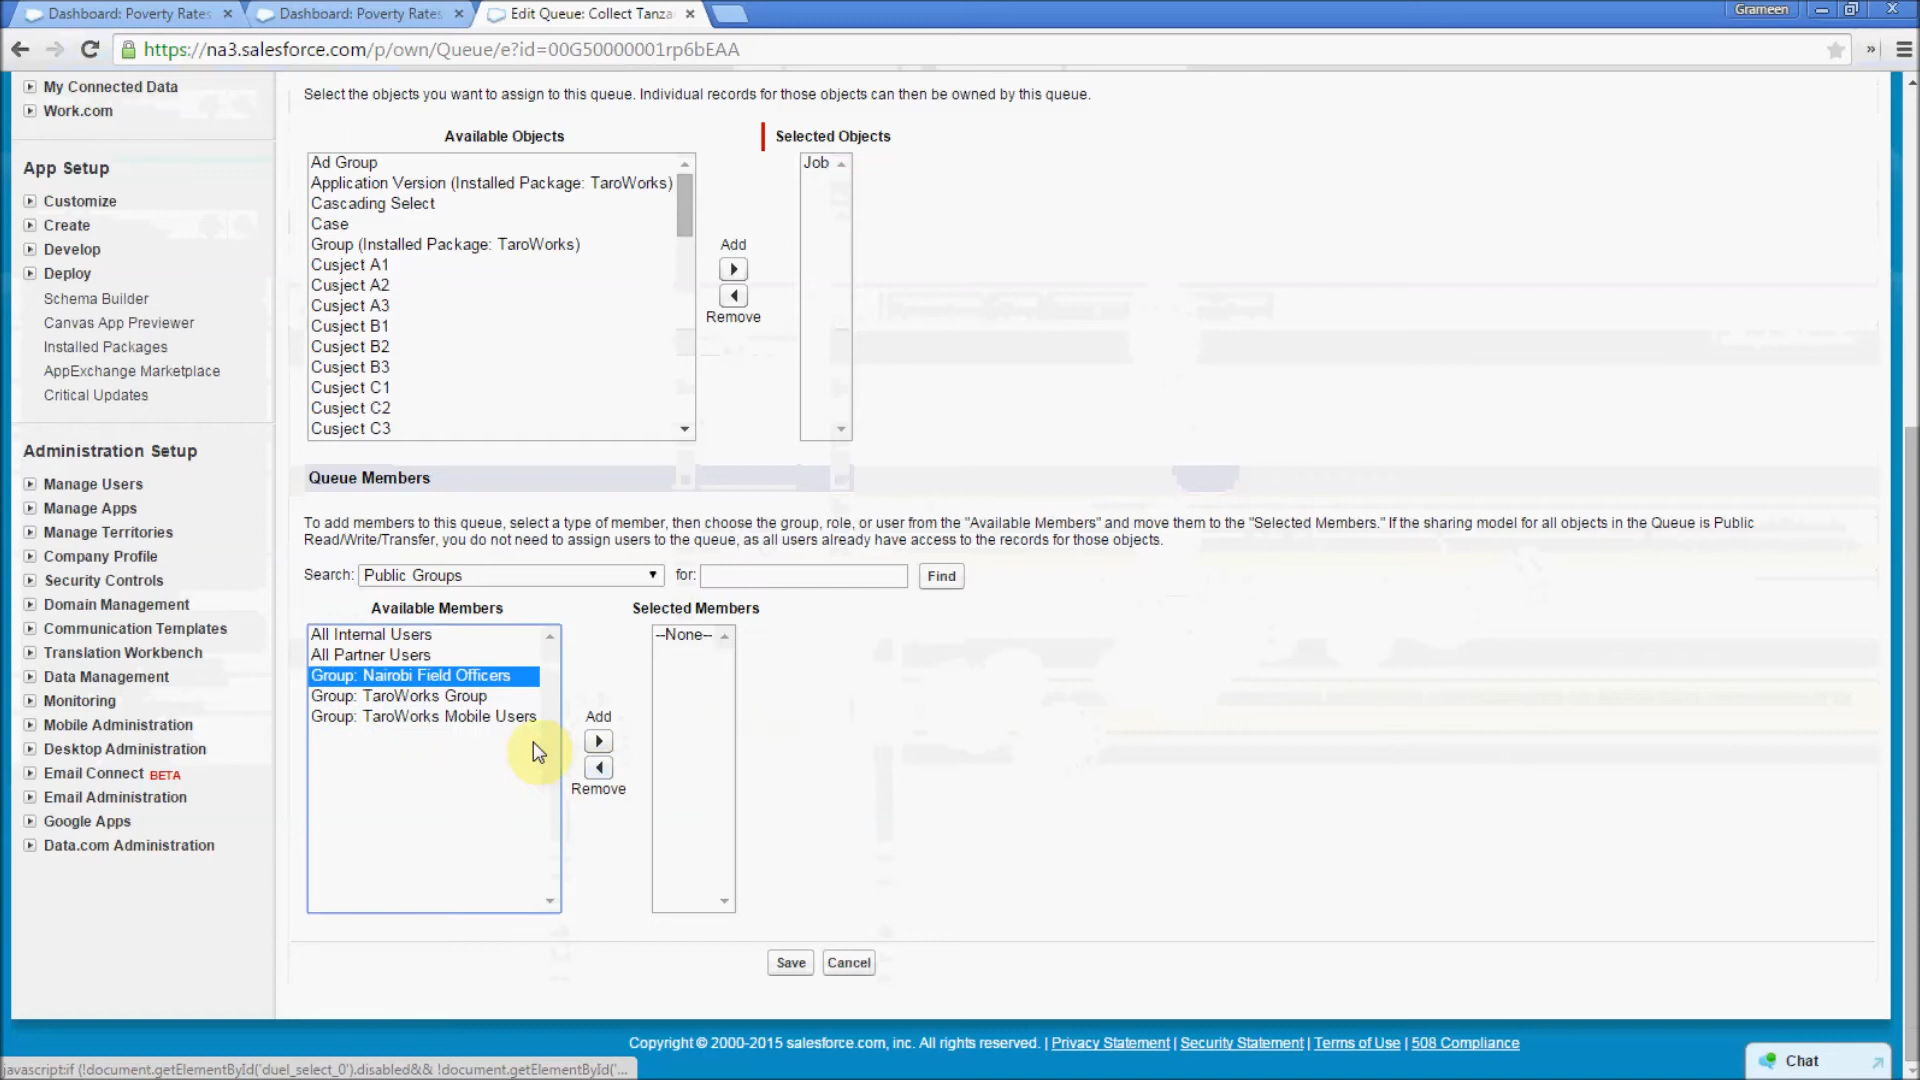 Dashboard: Poverty Rates
Dashboard: Poverty Rates
Edit Queue: Collect Tanza
Grameen
https://na3.salesforce.com/p/own/Queue/e?id=00G50000001rp6bEAA
My Connected Data
Work.com
App Setup
Customize
Create
Develop
Deploy
Schema Builder
Canvas App Previewer
Installed Packages
AppExchange Marketplace
Critical Updates
Administration Setup
Manage Users
Manage Apps
Manage Territories
Company Profile
Security Controls
Domain Management
Communication Templates
Translation Workbench
Data Management
Monitoring
Mobile Administration
Desktop Administration
Email Connect BETA
Email Administration
Google Apps
Data.com Administration
Select the objects you want to assign to this queue. Individual records for those objects can then be owned by this queue.
Available Objects
Ad Group
Application Version (Installed Package: TaroWorks)
Cascading Select
Case
Group (Installed Package: TaroWorks)
Cusject A1
Cusject A2
Cusject A3
Cusject B1
Cusject B2
Cusject B3
Cusject C1
Cusject C2
Cusject C3
Add
Remove
Selected Objects
Job
Queue Members
To add members to this queue, select a type of member, then choose the group, role, or user from the "Available Members" and move them to the "Selected Members." If the sharing model for all objects in the Queue is Public
Read/Write/Transfer, you do not need to assign users to the queue, as all users already have access to the records for those objects.
Search: Public Groups for: Find
Available Members
All Internal Users
All Partner Users
Group: Nairobi Field Officers
Group: TaroWorks Group
Group: TaroWorks Mobile Users
Add
Remove
Selected Members
--None--
Save Cancel
Copyright © 2000-2015 salesforce.com, inc. All rights reserved. | Privacy Statement | Security Statement | Terms of Use | 508 Compliance
javascript:if (!document.getElementById('duel_select_0').disabled&& !document.getElementById('...
Chat